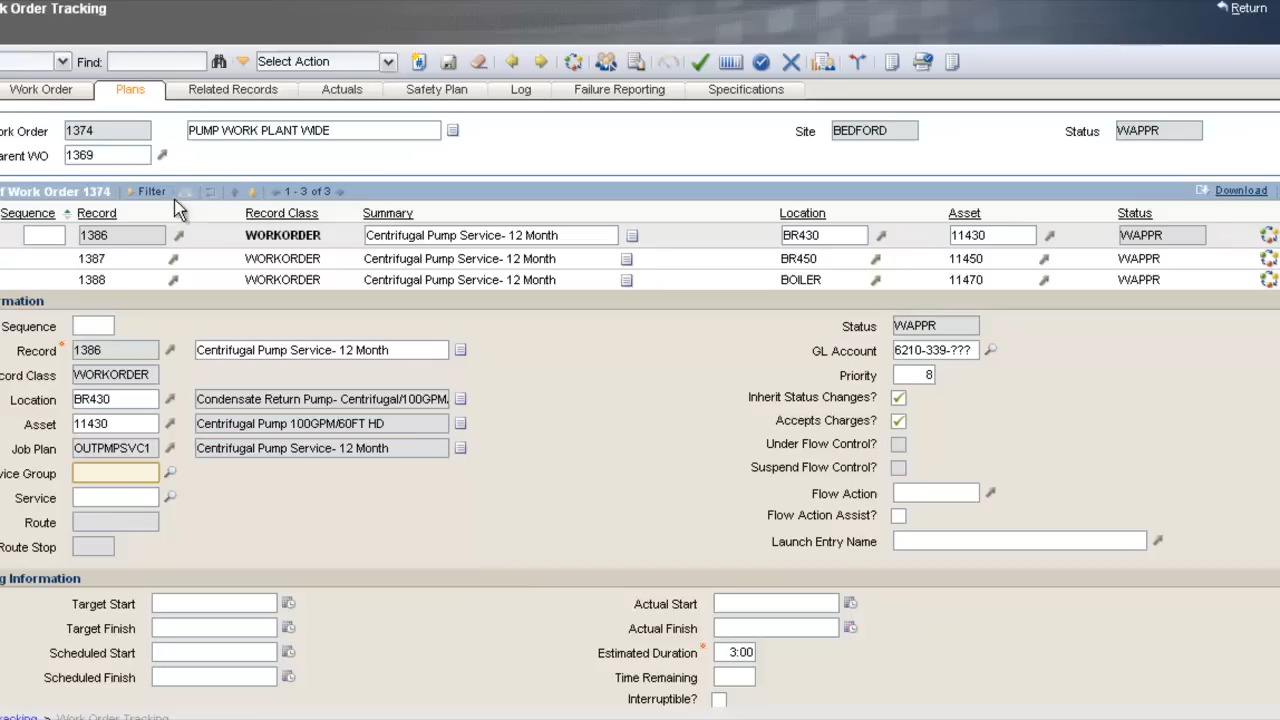 k Order Tracking
Return
Find:
Select Action
Work Order Plans Related Records Actuals Safety Plan Log Failure Reporting Specifications
ork Order 1374 PUMP WORK PLANT WIDE Site BEDFORD Status WAPPR
arent WO 1369
f Work Order 1374 Filter 1 - 3 of 3 Download
Sequence Record Record Class Summary Location Asset Status
1386 WORKORDER Centrifugal Pump Service- 12 Month BR430 11430 WAPPR
1387 WORKORDER Centrifugal Pump Service- 12 Month BR450 11450 WAPPR
1388 WORKORDER Centrifugal Pump Service- 12 Month BOILER 11470 WAPPR
rmation
Sequence Status WAPPR
Record * 1386 Centrifugal Pump Service- 12 Month GL Account 6210-339-???
cord Class WORKORDER Priority 8
Location BR430 Condensate Return Pump- Centrifugal/100GPM, Inherit Status Changes?
Asset 11430 Centrifugal Pump 100GPM/60FT HD Accepts Charges?
Job Plan OUTPMPSVC1 Centrifugal Pump Service- 12 Month Under Flow Control?
vice Group Suspend Flow Control?
Service Flow Action
Route Flow Action Assist?
Route Stop Launch Entry Name
g Information
Target Start Actual Start
Target Finish Actual Finish
Scheduled Start Estimated Duration * 3:00
Scheduled Finish Time Remaining
Interruptible?
racking > Work Order Tracking